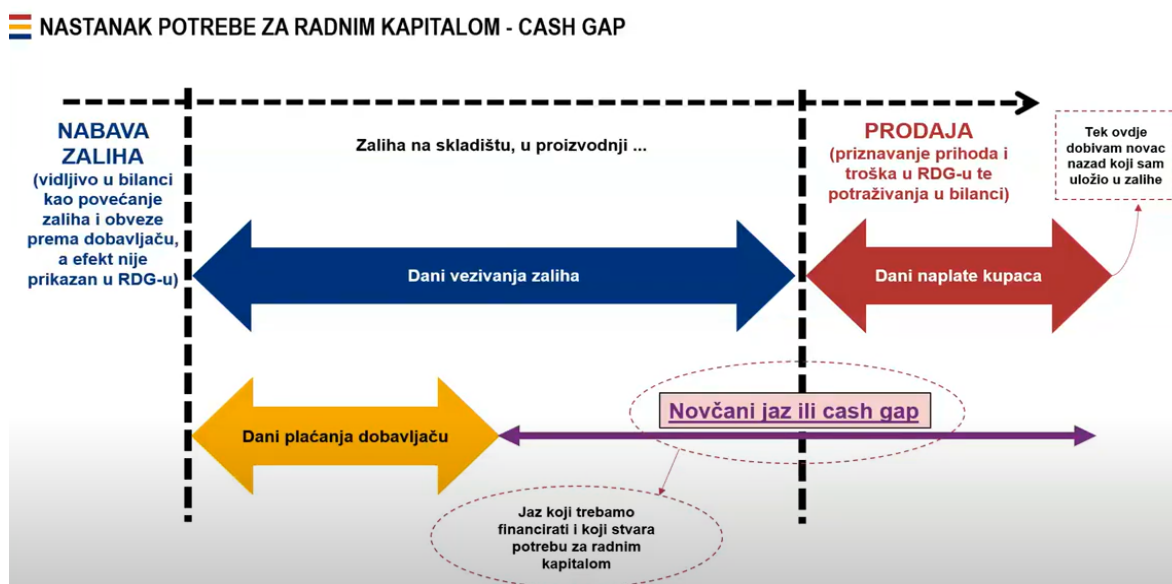 NASTANAK POTREBE ZA RADNIM KAPITALOM - CASH GAP
NABAVA
ZALIHA
(vidljivo u bilanci
kao povećanje
zaliha i obveze
prema dobavljaču,
a efekt nije
prikazan u RDG-u)
Zaliha na skladištu, u proizvodnji ...
PRODAJA
(priznavanje prihoda i
troška u RDG-u te
potraživanja u bilanci)
Tek ovdje
dobivam novac
nazad koji sam
uložio u zalihe
Dani vezivanja zaliha
Dani naplate kupaca
Dani plaćanja dobavljaču
Novčani jaz ili cash gap
Jaz koji trebamo
financirati i koji stvara
potrebu za radnim
kapitalom